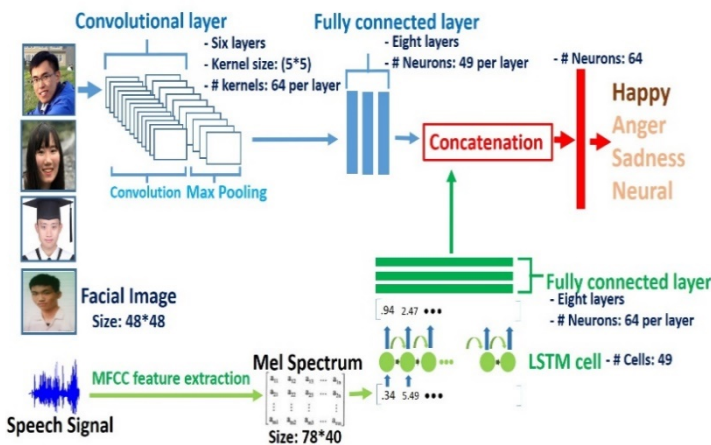 Convolutional layer
- Six layers
- Kernel size: (5*5)
- # kernels: 64 per layer
Fully connected layer
- Eight layers
- # Neurons: 49 per layer
- # Neurons: 64
Happy
Anger
Sadness
Neural
Concatenation
Convolution
Max Pooling
Facial Image
Size: 48*48
Fully connected layer
- Eight layers
- # Neurons: 64 per layer
.94 2.47 •••
LSTM cell - # Cells: 49
.34 5.49 •••
MFCC feature extraction
Mel Spectrum
Size: 78*40
Speech Signal